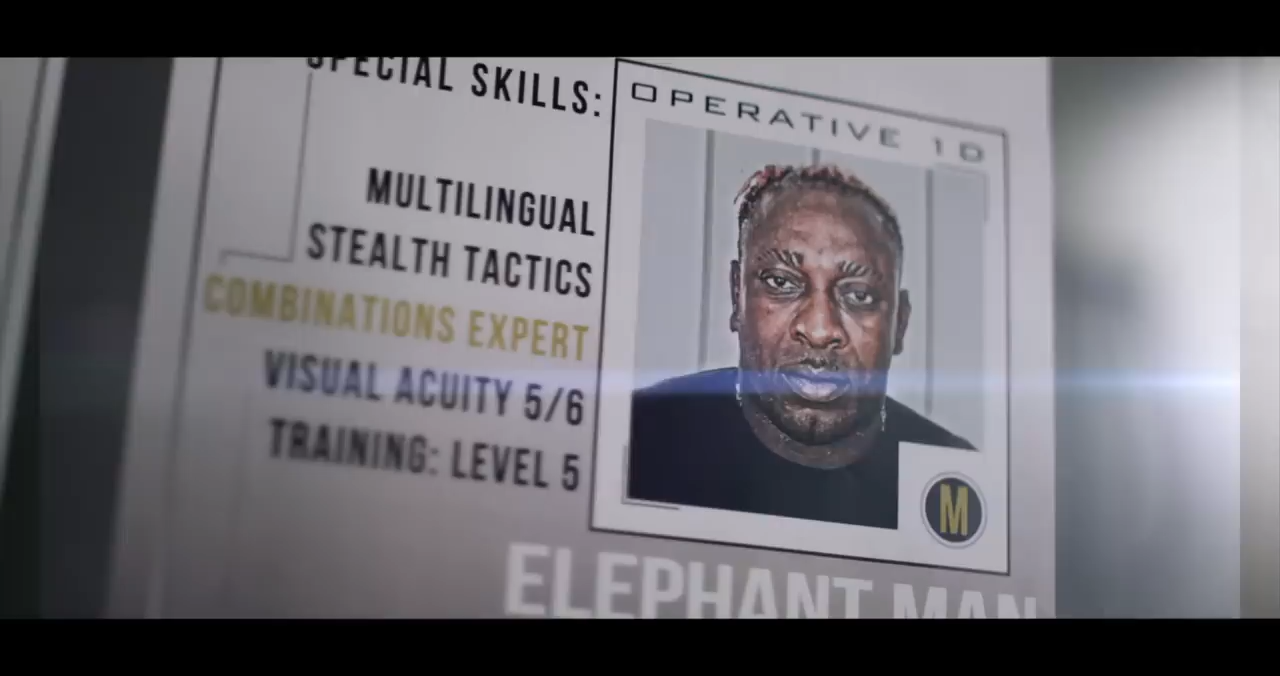 SPECIAL SKILLS:
MULTILINGUAL
STEALTH TACTICS
COMBINATIONS EXPERT
VISUAL ACUITY 5/6
TRAINING: LEVEL 5
OPERATIVE ID
M
ELEPHANT MAN